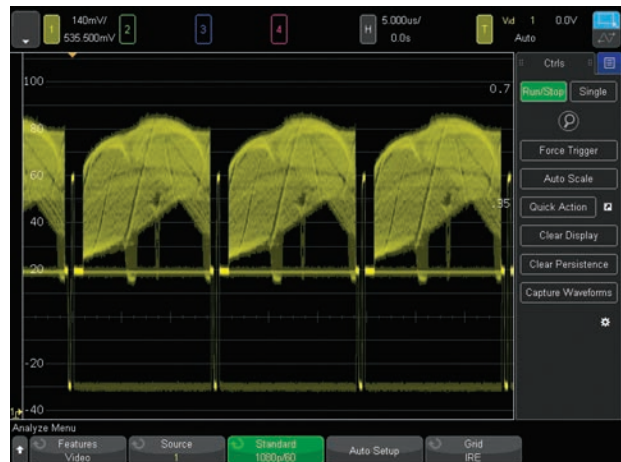 1 140mV/ 535.500mV 2 3 4 H 5.000us/ 0.0s T Vid 1 0.0V Auto
Ctrls
100
0.7
Run/Stop Single
80
Force Trigger
60
Auto Scale
.35
Quick Action
40
Clear Display
20
Clear Persistence
Capture Waveforms
-20
-40
Analyze Menu
Features Video
Source 1
Standard 1080p/60
Auto Setup
Grid IRE